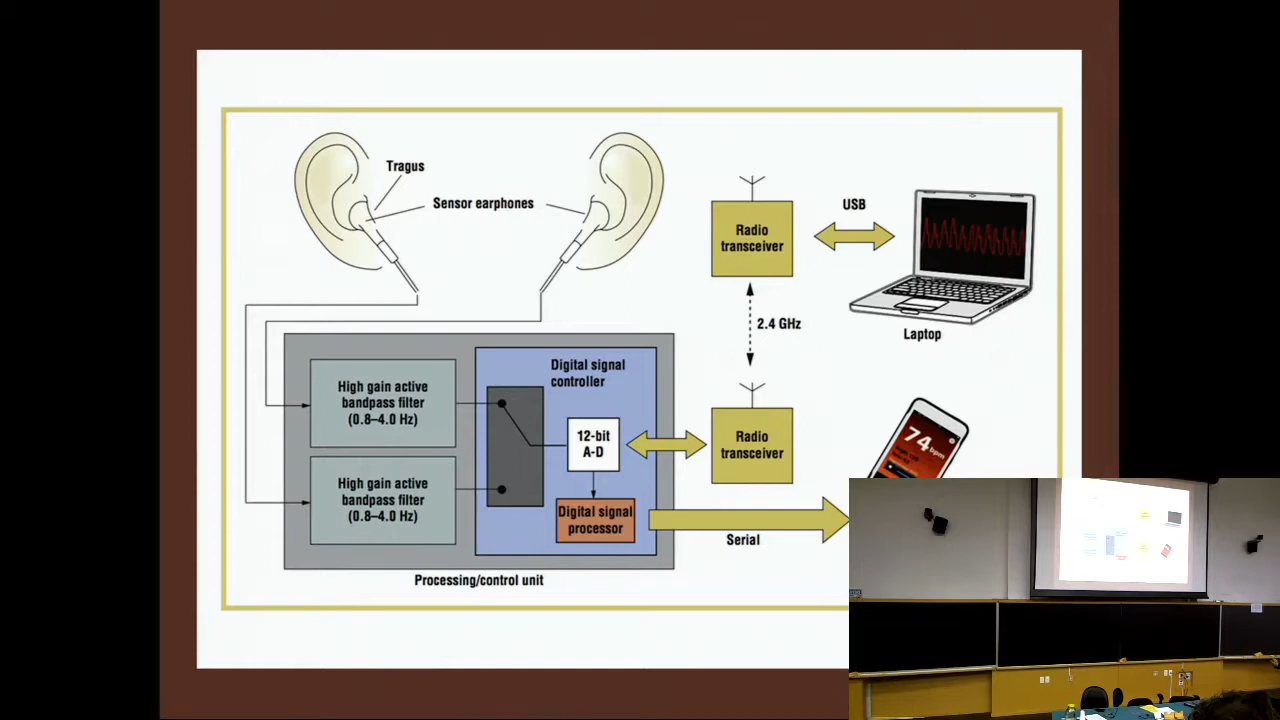 Tragus
Sensor earphones
USB
Radio
transceiver
2.4 GHz
Laptop
Digital signal
controller
High gain active
bandpass filter
(0.8–4.0 Hz)
12-bit
A-D
Radio
transceiver
74 bpm
High gain active
bandpass filter
(0.8–4.0 Hz)
Digital signal
processor
Serial
Processing/control unit